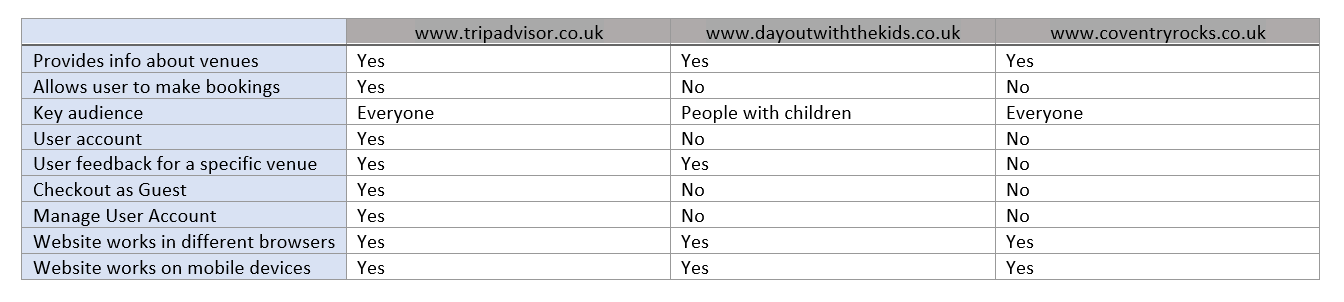 www.tripadvisor.co.uk www.dayoutwiththekids.co.uk www.coventryrocks.co.uk
Provides info about venues Yes Yes Yes
Allows user to make bookings Yes No No
Key audience Everyone People with children Everyone
User account Yes No No
User feedback for a specific venue Yes Yes No
Checkout as Guest Yes No No
Manage User Account Yes No No
Website works in different browsers Yes Yes Yes
Website works on mobile devices Yes Yes Yes